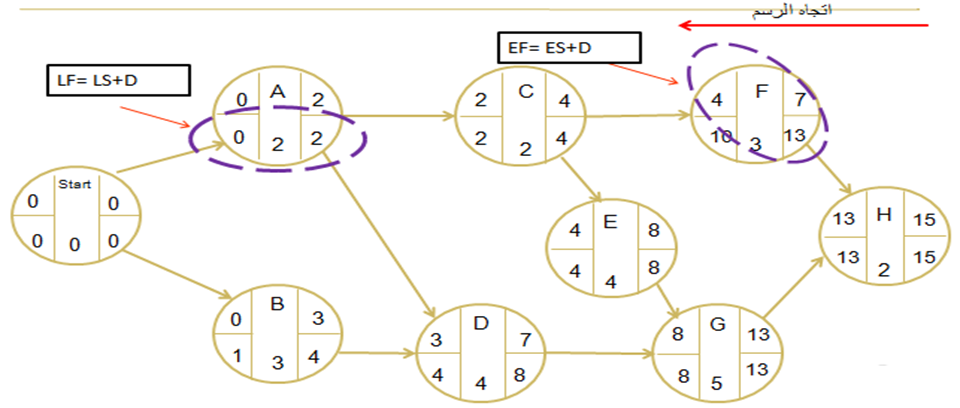 اتجاه الرسم
EF= ES+D
LF= LS+D
0 A 2
0 2 2
2 C 4
2 2 4
4 F 7
10 3 13
Start
0 0
0 0 0
4 E 8
4 4 8
13 H 15
13 2 15
0 B 3
1 3 4
3 D 7
4 4 8
8 G 13
8 5 13